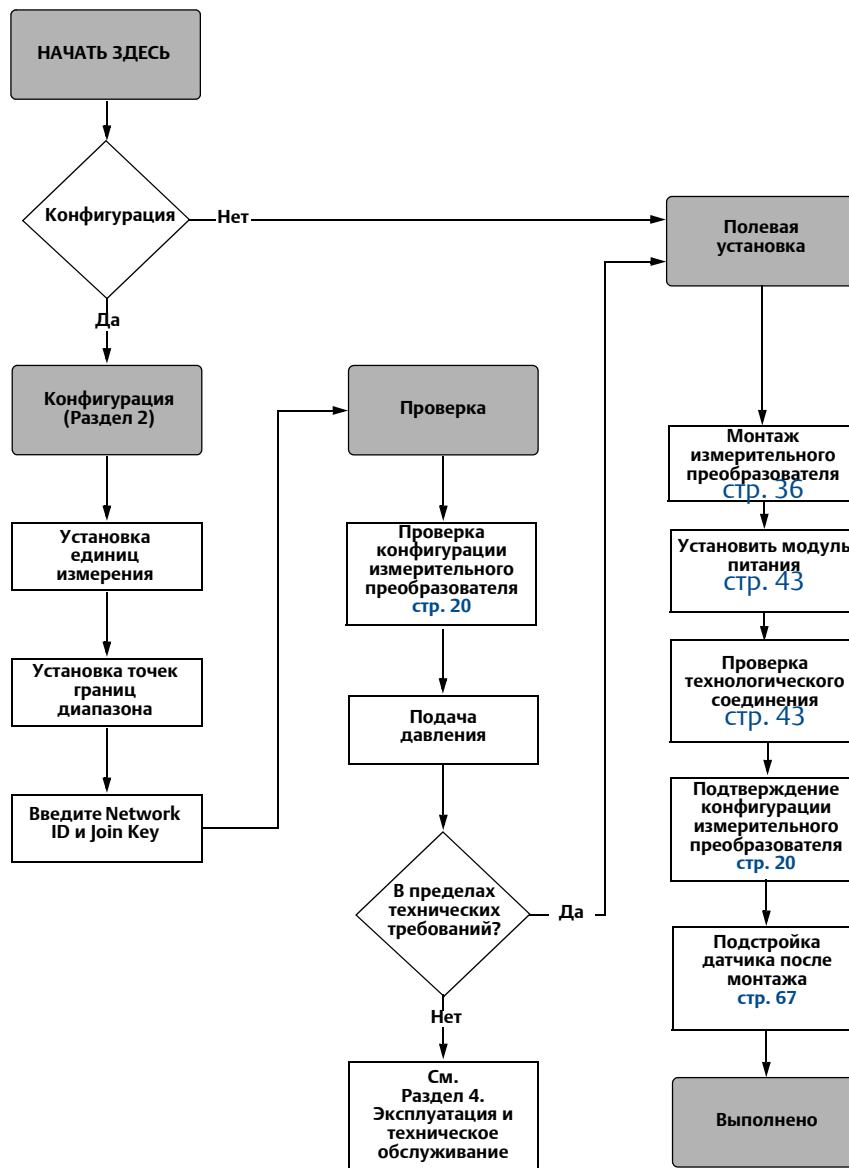 НАЧАТЬ ЗДЕСЬ
Конфигурация
Нет
Да
Конфигурация
(Раздел 2)
Установка
единиц
измерения
Установка точек
границ
диапазона
Введите Network
ID и Join Key
Проверка
Проверка
конфигурации
измерительного
преобразователя
стр. 20
Подача
давления
В пределах
технических
требований?
Да
Нет
См.
Раздел 4.
Эксплуатация и
техническое
обслуживание
Полевая
установка
Монтаж
измерительного
преобразователя
стр. 36
Установить модуль
питания
стр. 43
Проверка
технологического
соединения
стр. 43
Подтверждение
конфигурации
измерительного
преобразователя
стр. 20
Подстройка
датчика после
монтажа
стр. 67
Выполнено